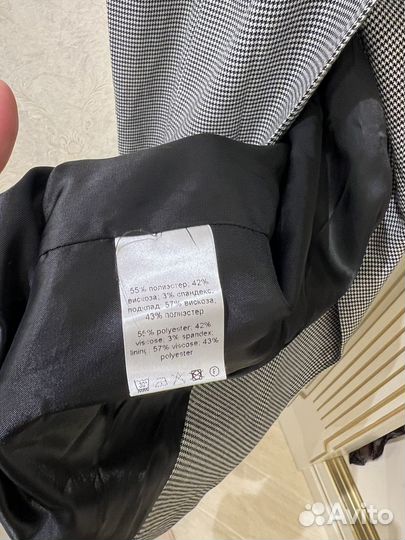 55% полиэстер; 42%
вискоза; 3% спандекс,
подклад: 57% вискоза,
43% полиэстер
55% polyester; 42%
viscose; 3% spandex;
lining: 57% viscose; 43%
polyester
Avito